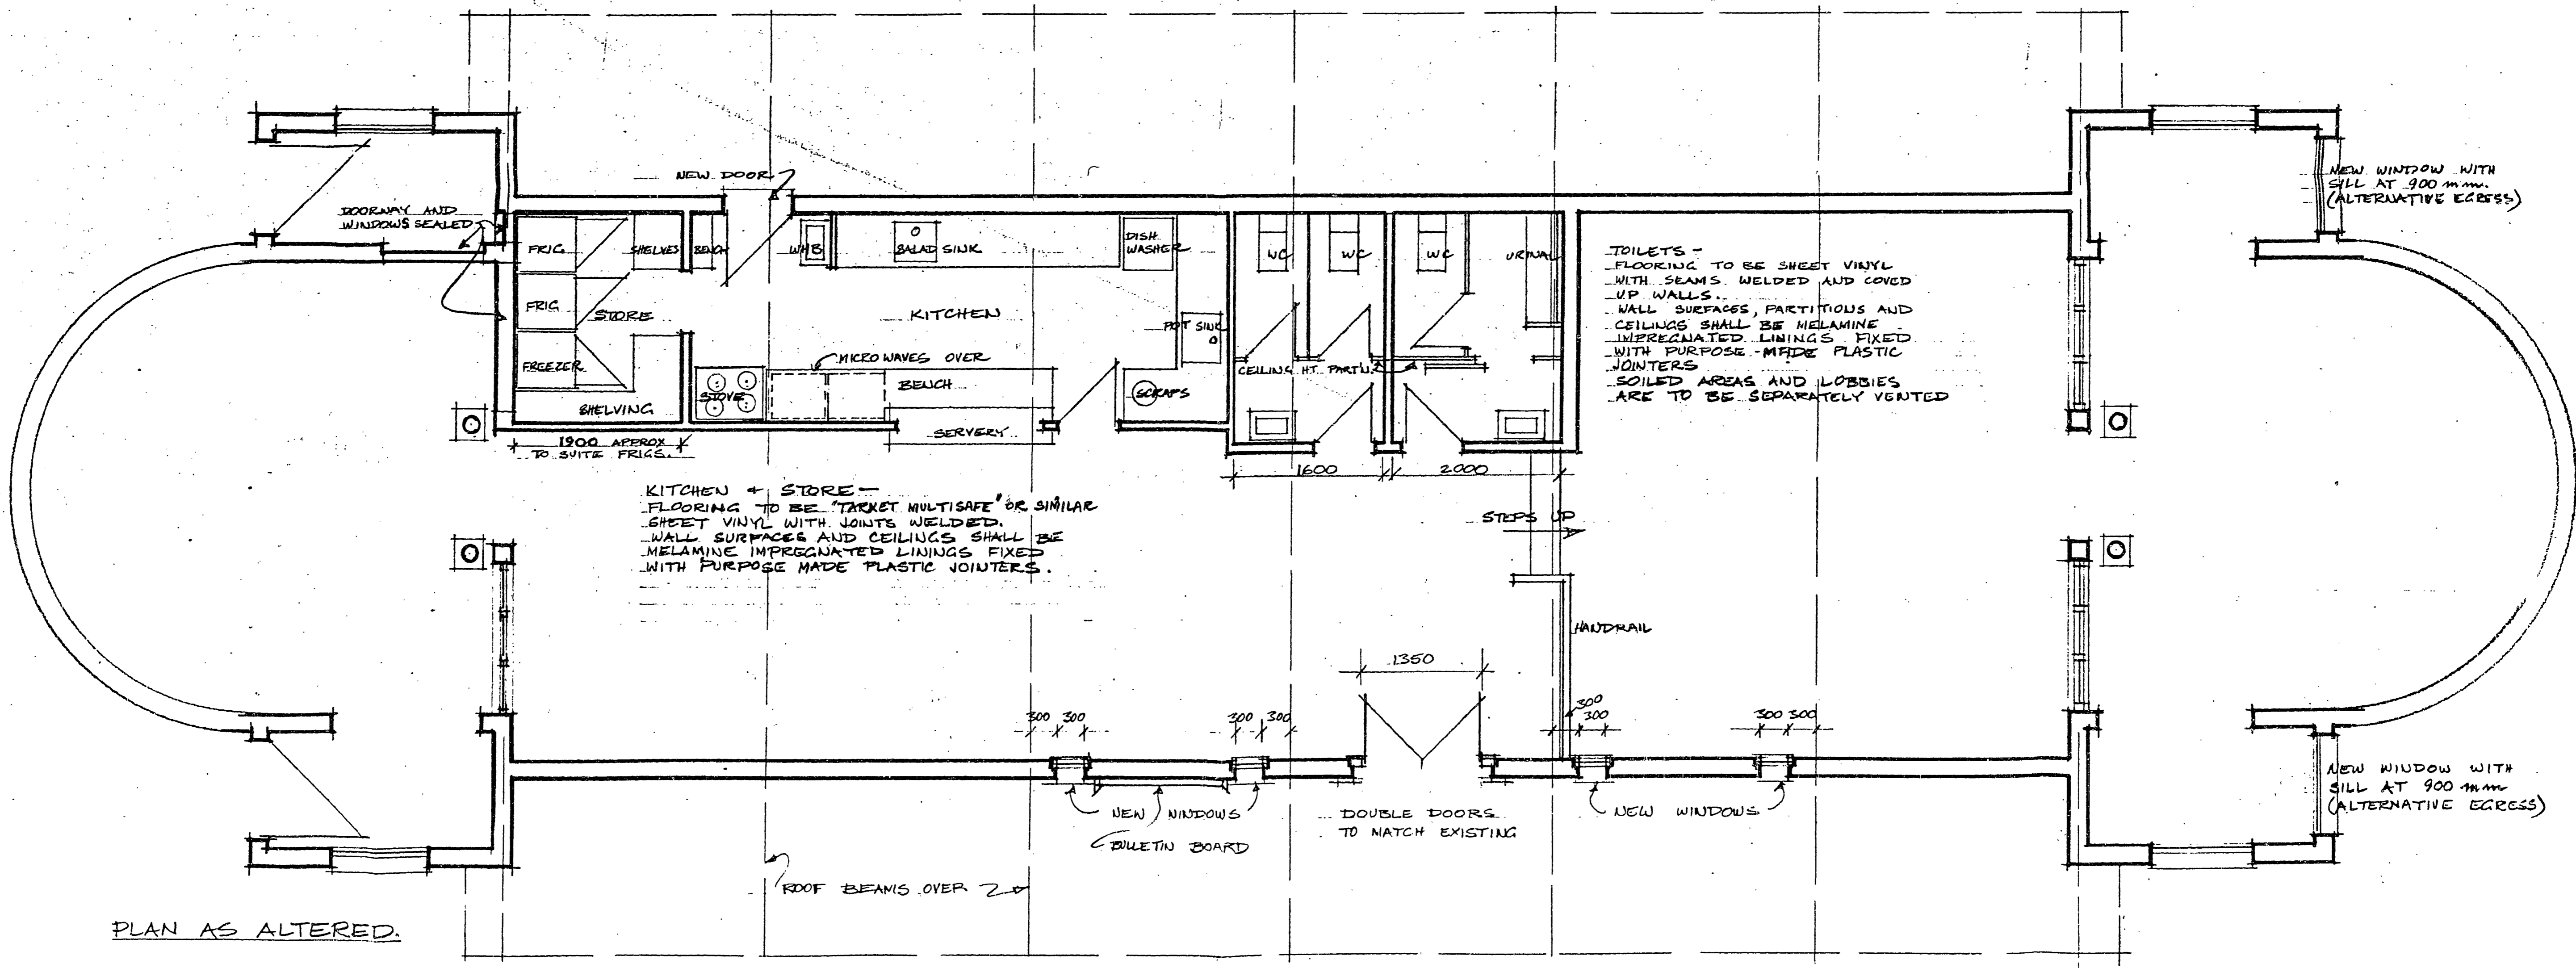 NEW DOOR
DOORWAY AND
WINDOWS SEALED
FRIG
SHELVES
BENCH
WHB
SALAD SINK
DISH
WASHER
WC
WC
WC
URINAL
FRIG
STORE
KITCHEN
POT SINK
FREEZER
MICROWAVES OVER
BENCH
STOVE
SCRAPS
CEILING HT PARTN.
SHELVING
SERVERY
1900 APPROX
TO SUITE FRIGS.
1600
2000
TOILETS -
FLOORING TO BE SHEET VINYL
WITH SEAMS WELDED AND COVED
UP WALLS.
WALL SURFACES, PARTITIONS AND
CEILINGS SHALL BE MELAMINE
IMPREGNATED LININGS FIXED
WITH PURPOSE-MADE PLASTIC
JOINTERS
SOILED AREAS AND LOBBIES
ARE TO BE SEPARATELY VENTED
NEW WINDOW WITH
SILL AT 900 mm.
(ALTERNATIVE EGRESS)
KITCHEN & STORE -
FLOORING TO BE "TARKET MULTISAFE" OR SIMILAR
SHEET VINYL WITH JOINTS WELDED.
WALL SURFACES AND CEILINGS SHALL BE
MELAMINE IMPREGNATED LININGS FIXED
WITH PURPOSE MADE PLASTIC JOINTERS.
STEPS UP
HANDRAIL
1350
300 300
300 300
300
300
300 300
NEW WINDOWS
BULLETIN BOARD
DOUBLE DOORS
TO MATCH EXISTING
NEW WINDOWS
NEW WINDOW WITH
SILL AT 900 mm
(ALTERNATIVE EGRESS)
ROOF BEAMS OVER
PLAN AS ALTERED.